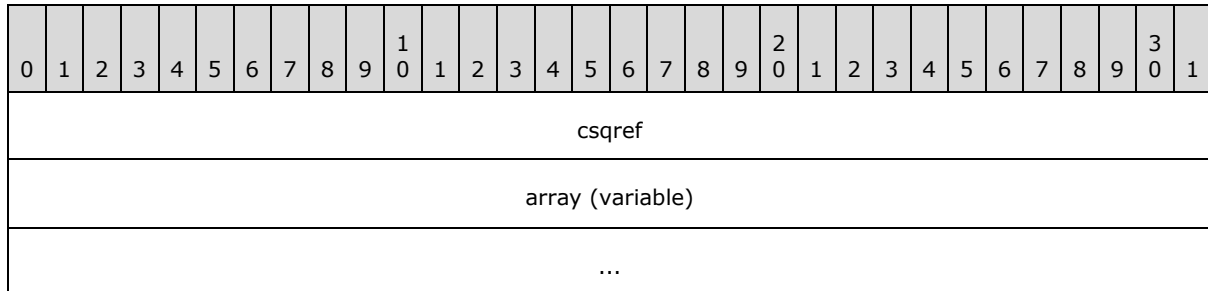 1 2 3
0 1 2 3 4 5 6 7 8 9 0 1 2 3 4 5 6 7 8 9 0 1 2 3 4 5 6 7 8 9 0 1
csqref
array (variable)
...